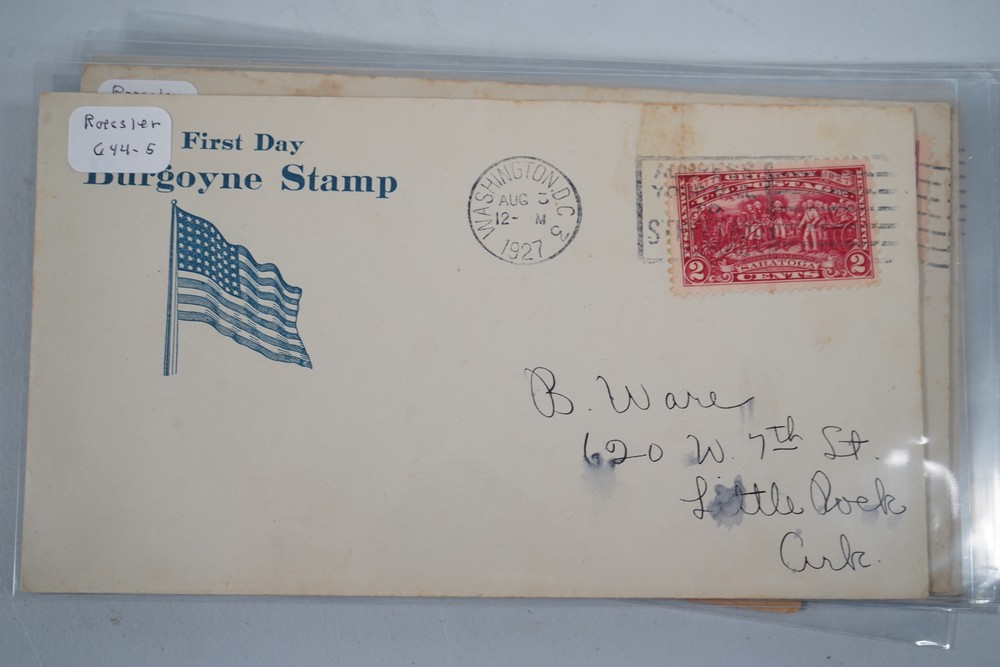 Roessler
644-5
First Day
Burgoyne Stamp
WASHINGTON, D.C. 3
AUG 3
12- M
1927
U.S. POSTAGE
SARATOGA
2 CENTS 2
B. Ware
620 W. 7th St.
Little Rock
Ark.